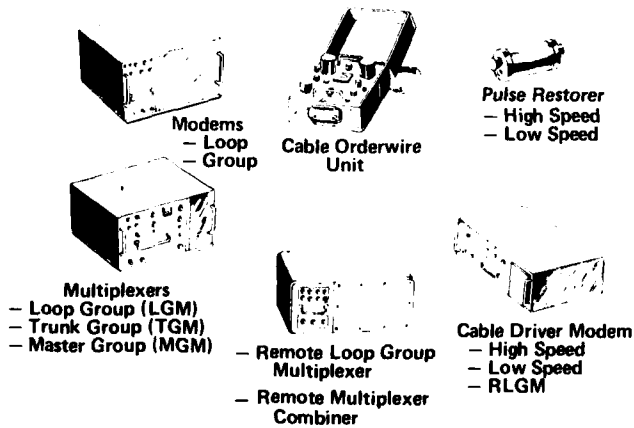 Modems
– Loop
– Group
Cable Orderwire
Unit
Pulse Restorer
– High Speed
– Low Speed
Multiplexers
– Loop Group (LGM)
– Trunk Group (TGM)
– Master Group (MGM)
– Remote Loop Group
Multiplexer
– Remote Multiplexer
Combiner
Cable Driver Modem
– High Speed
– Low Speed
– RLGM